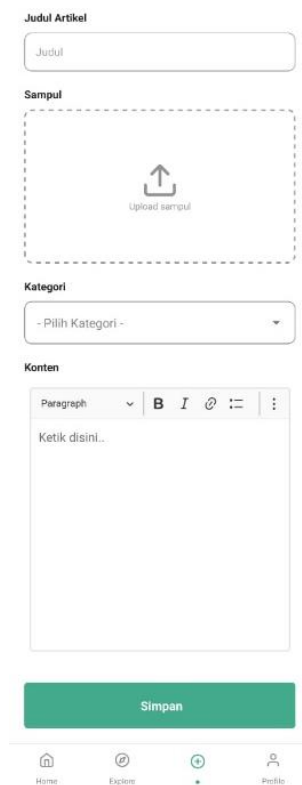 Judul Artikel
Judul
Sampul
Upload sampul
Kategori
- Pilih Kategori -
Konten
Paragraph B I
Ketik disini..
Simpan
Home Explore Profile